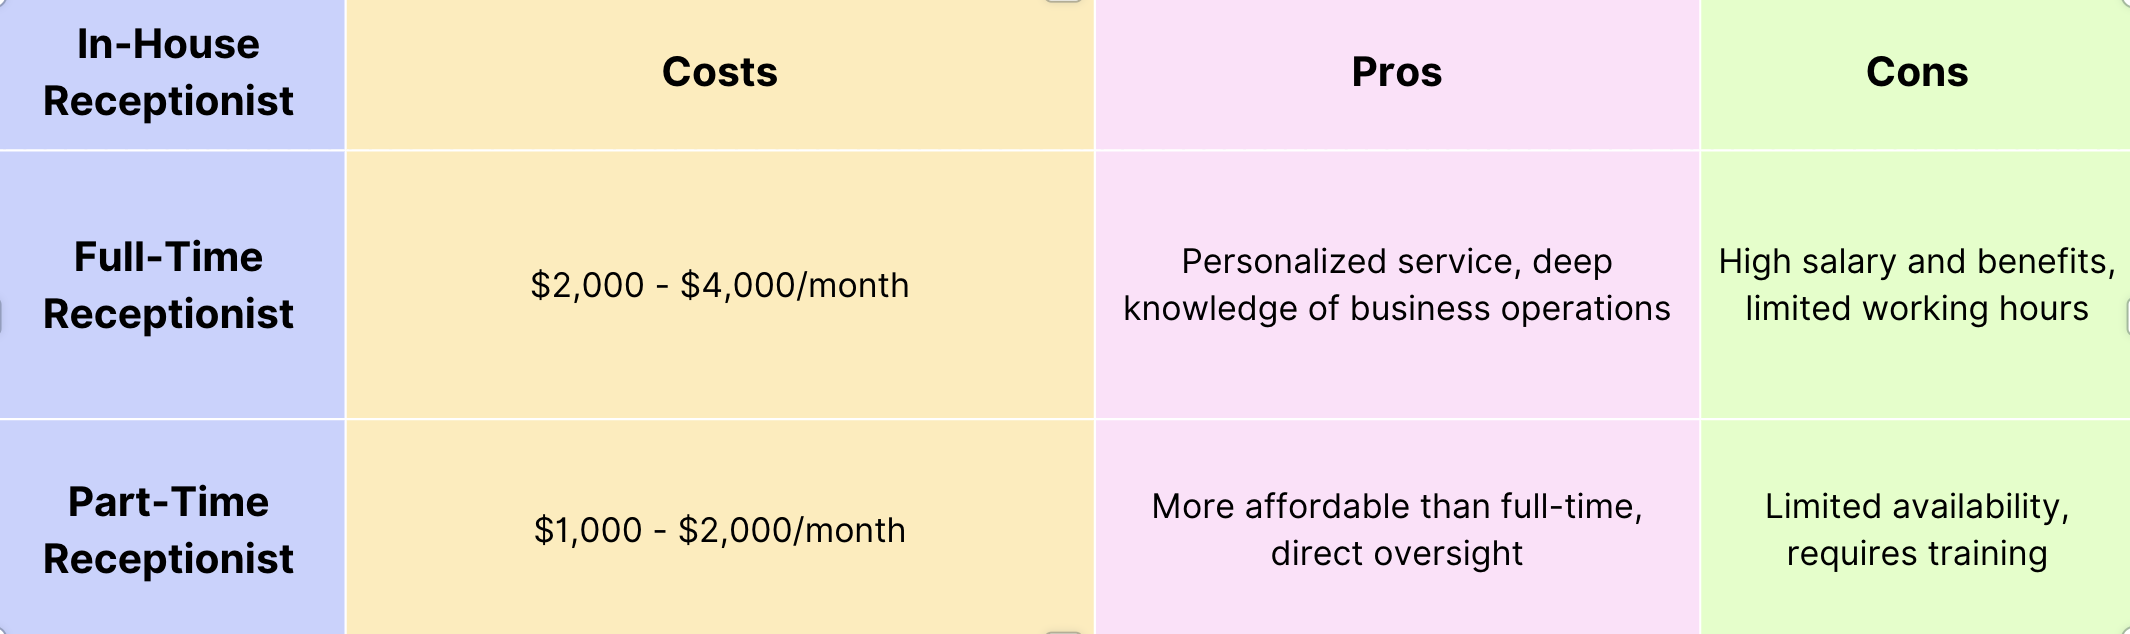 In-House
Receptionist
Costs
Pros
Cons
Full-Time
Receptionist
$2,000 - $4,000/month
Personalized service, deep
knowledge of business operations
High salary and benefits,
limited working hours
Part-Time
Receptionist
$1,000 - $2,000/month
More affordable than full-time,
direct oversight
Limited availability,
requires training